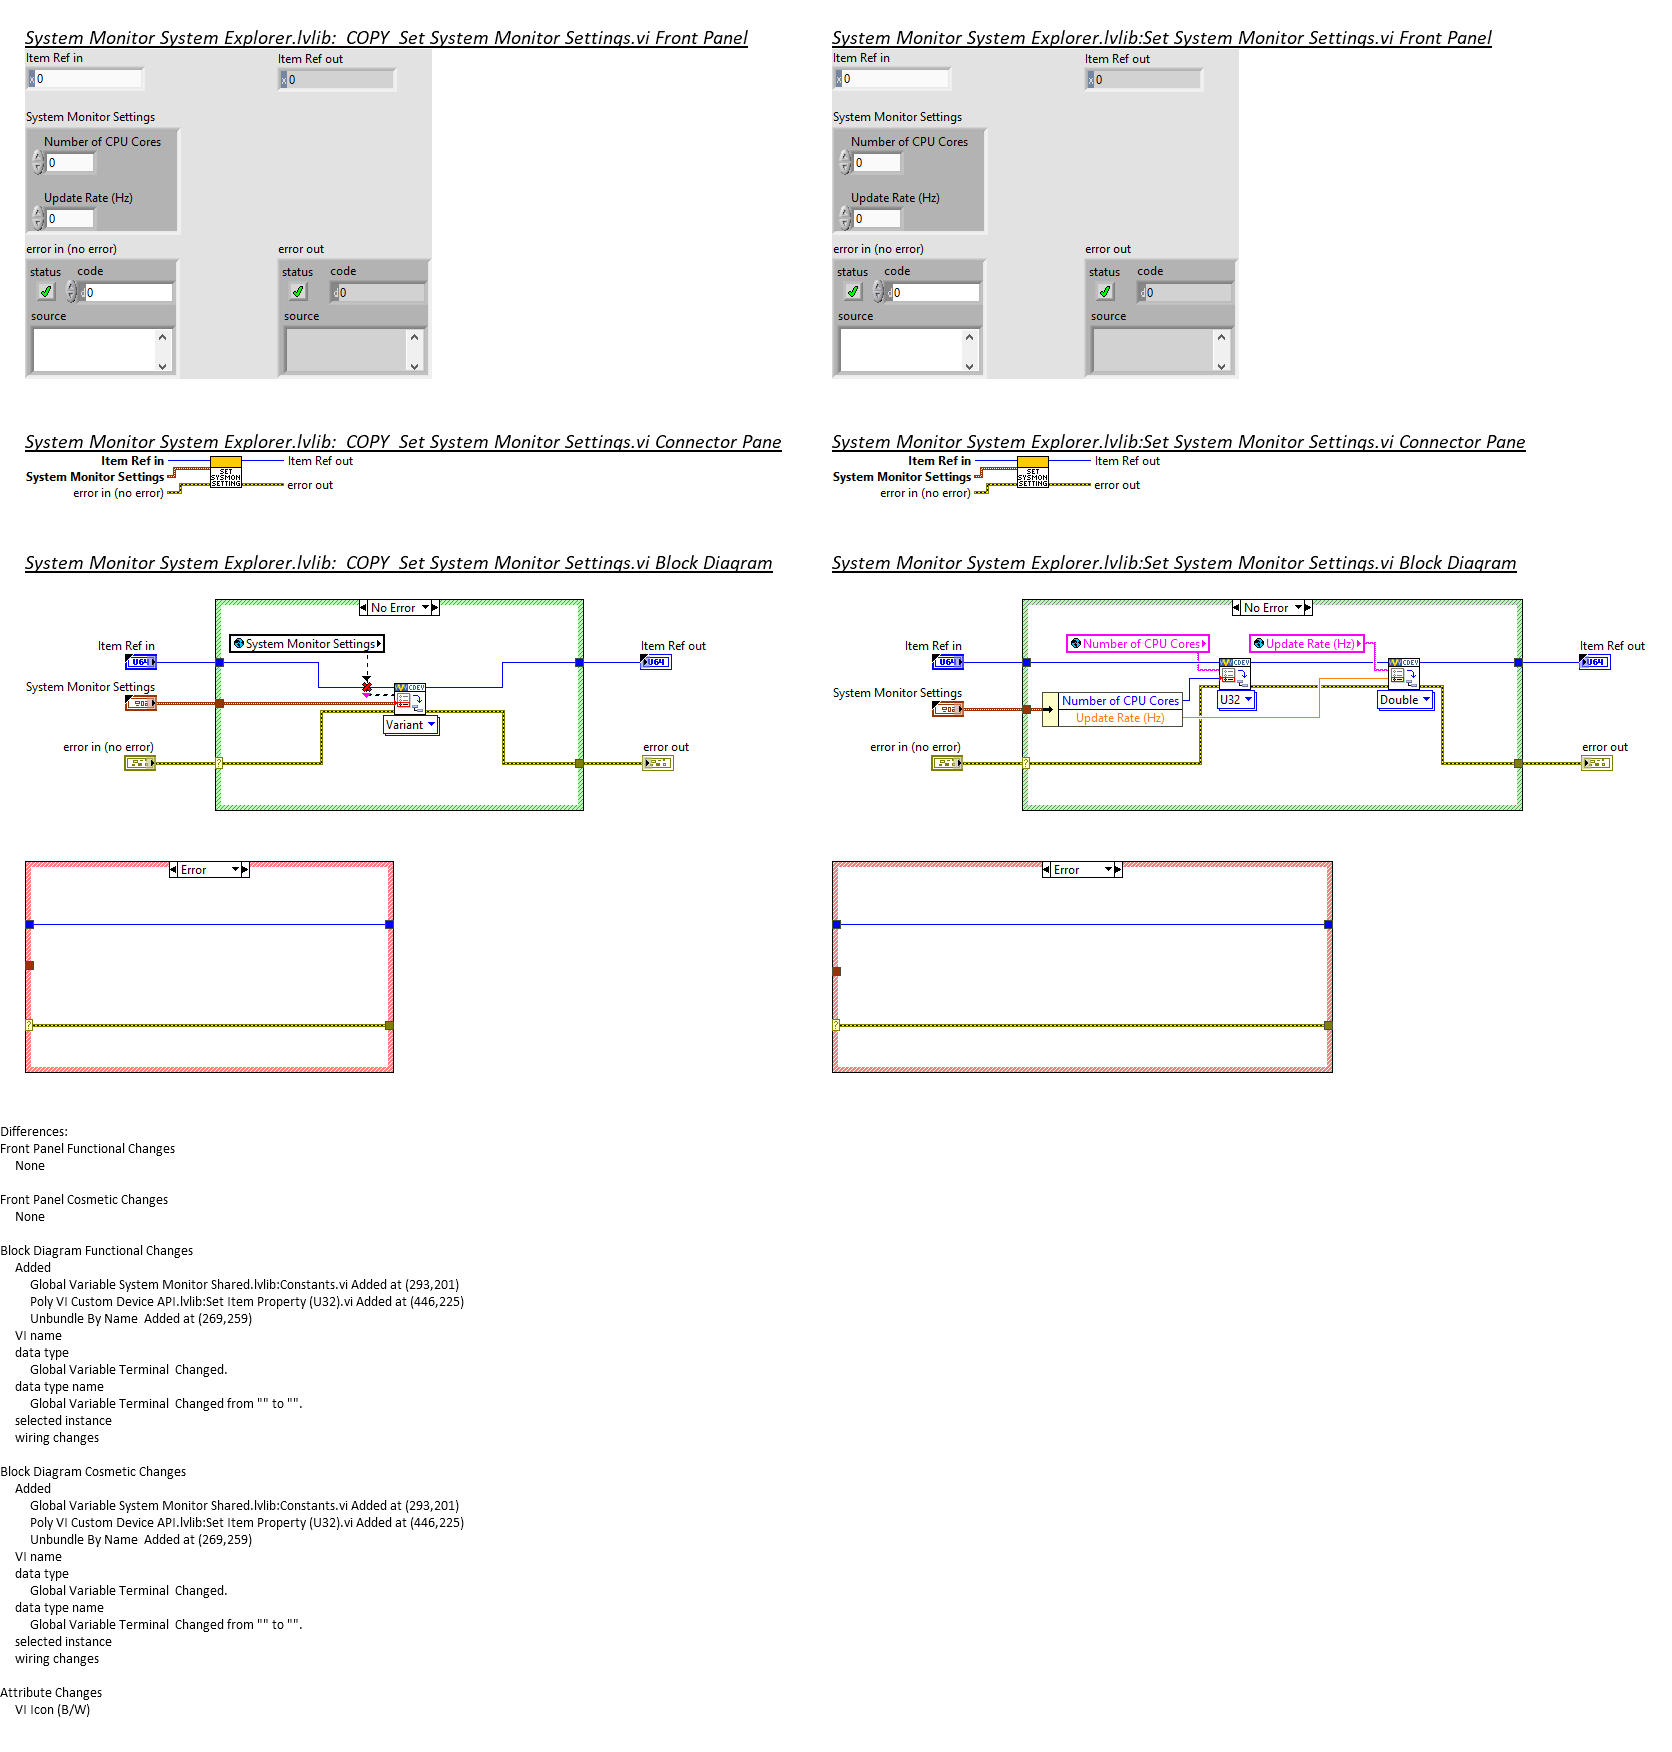 System Monitor System Explorer.lvlib:  COPY  Set System Monitor Settings.vi Front Panel
Item Ref in
Item Ref out
x 0
x 0
System Monitor Settings
Number of CPU Cores
0
Update Rate (Hz)
0
error in (no error)
error out
status code
status code
d 0
d 0
source
source
System Monitor System Explorer.lvlib:Set System Monitor Settings.vi Front Panel
Item Ref in
Item Ref out
x 0
x 0
System Monitor Settings
Number of CPU Cores
0
Update Rate (Hz)
0
error in (no error)
error out
status code
status code
d 0
d 0
source
source
System Monitor System Explorer.lvlib:  COPY  Set System Monitor Settings.vi Connector Pane
Item Ref in
Item Ref out
System Monitor Settings
error in (no error)
error out
SET
SYSMON
SETTING
System Monitor System Explorer.lvlib:Set System Monitor Settings.vi Connector Pane
Item Ref in
Item Ref out
System Monitor Settings
error in (no error)
error out
SET
SYSMON
SETTING
System Monitor System Explorer.lvlib:  COPY  Set System Monitor Settings.vi Block Diagram
No Error
Item Ref in
U64
System Monitor Settings
Item Ref out
U64
System Monitor Settings
CDEV
Variant
error in (no error)
?
error out
Error
?
System Monitor System Explorer.lvlib:Set System Monitor Settings.vi Block Diagram
No Error
Item Ref in
U64
Number of CPU Cores
Update Rate (Hz)
Item Ref out
U64
CDEV
CDEV
System Monitor Settings
Number of CPU Cores
Update Rate (Hz)
U32
Double
error in (no error)
?
error out
Error
?
Differences:
Front Panel Functional Changes
None
Front Panel Cosmetic Changes
None
Block Diagram Functional Changes
Added
Global Variable System Monitor Shared.lvlib:Constants.vi Added at (293,201)
Poly VI Custom Device API.lvlib:Set Item Property (U32).vi Added at (446,225)
Unbundle By Name  Added at (269,259)
VI name
data type
Global Variable Terminal  Changed.
data type name
Global Variable Terminal  Changed from "" to "".
selected instance
wiring changes
Block Diagram Cosmetic Changes
Added
Global Variable System Monitor Shared.lvlib:Constants.vi Added at (293,201)
Poly VI Custom Device API.lvlib:Set Item Property (U32).vi Added at (446,225)
Unbundle By Name  Added at (269,259)
VI name
data type
Global Variable Terminal  Changed.
data type name
Global Variable Terminal  Changed from "" to "".
selected instance
wiring changes
Attribute Changes
VI Icon (B/W)